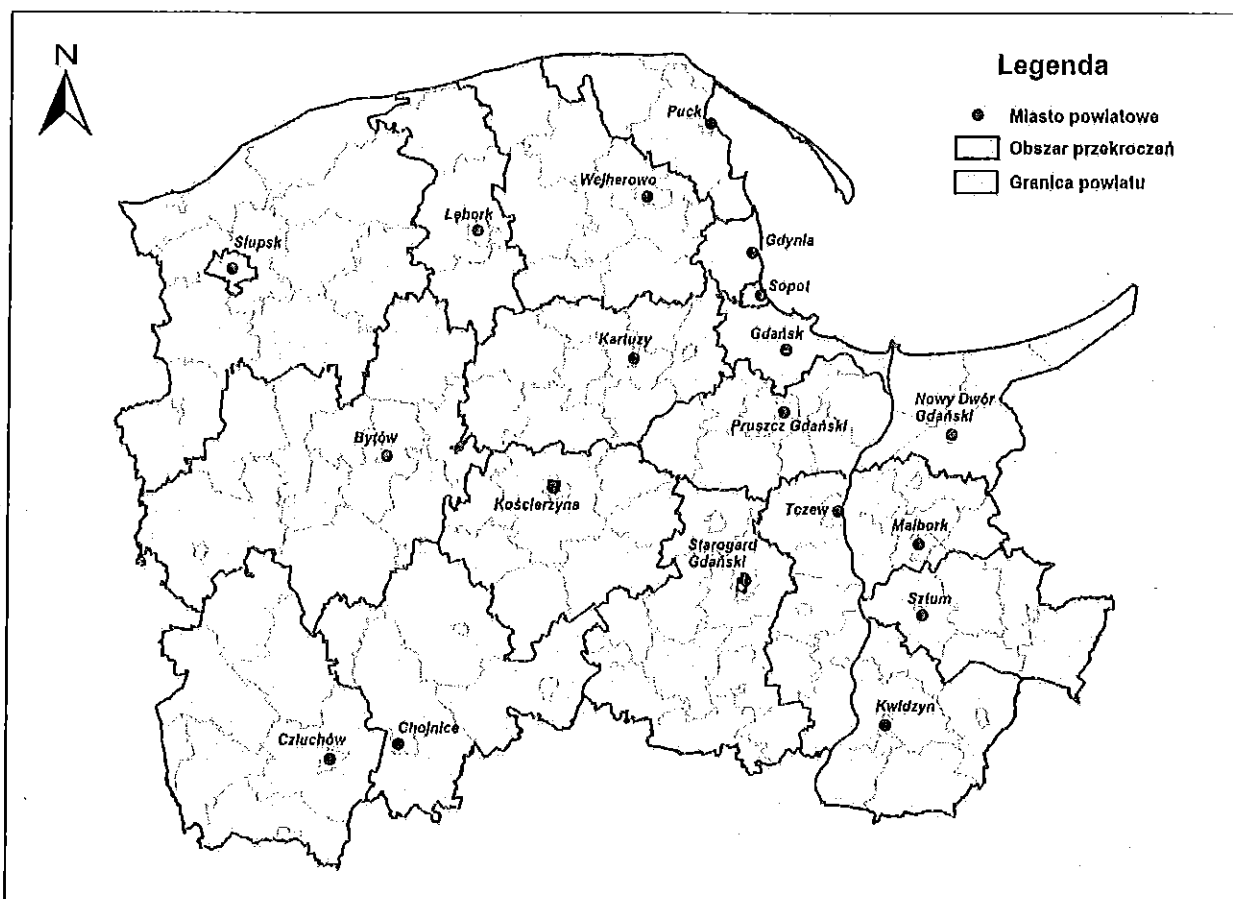 N
Legenda
Miasto powiatowe
Obszar przekroczeń
Granica powiatu
Puck
Wejherowo
Lębork
Słupsk
Gdynia
Sopot
Gdańsk
Kartuzy
Nowy Dwór
Gdański
Pruszcz Gdański
Bytów
Kościerzyna
Tczew
Malbork
Starogard
Gdański
Sztum
Kwidzyn
Chojnice
Człuchów